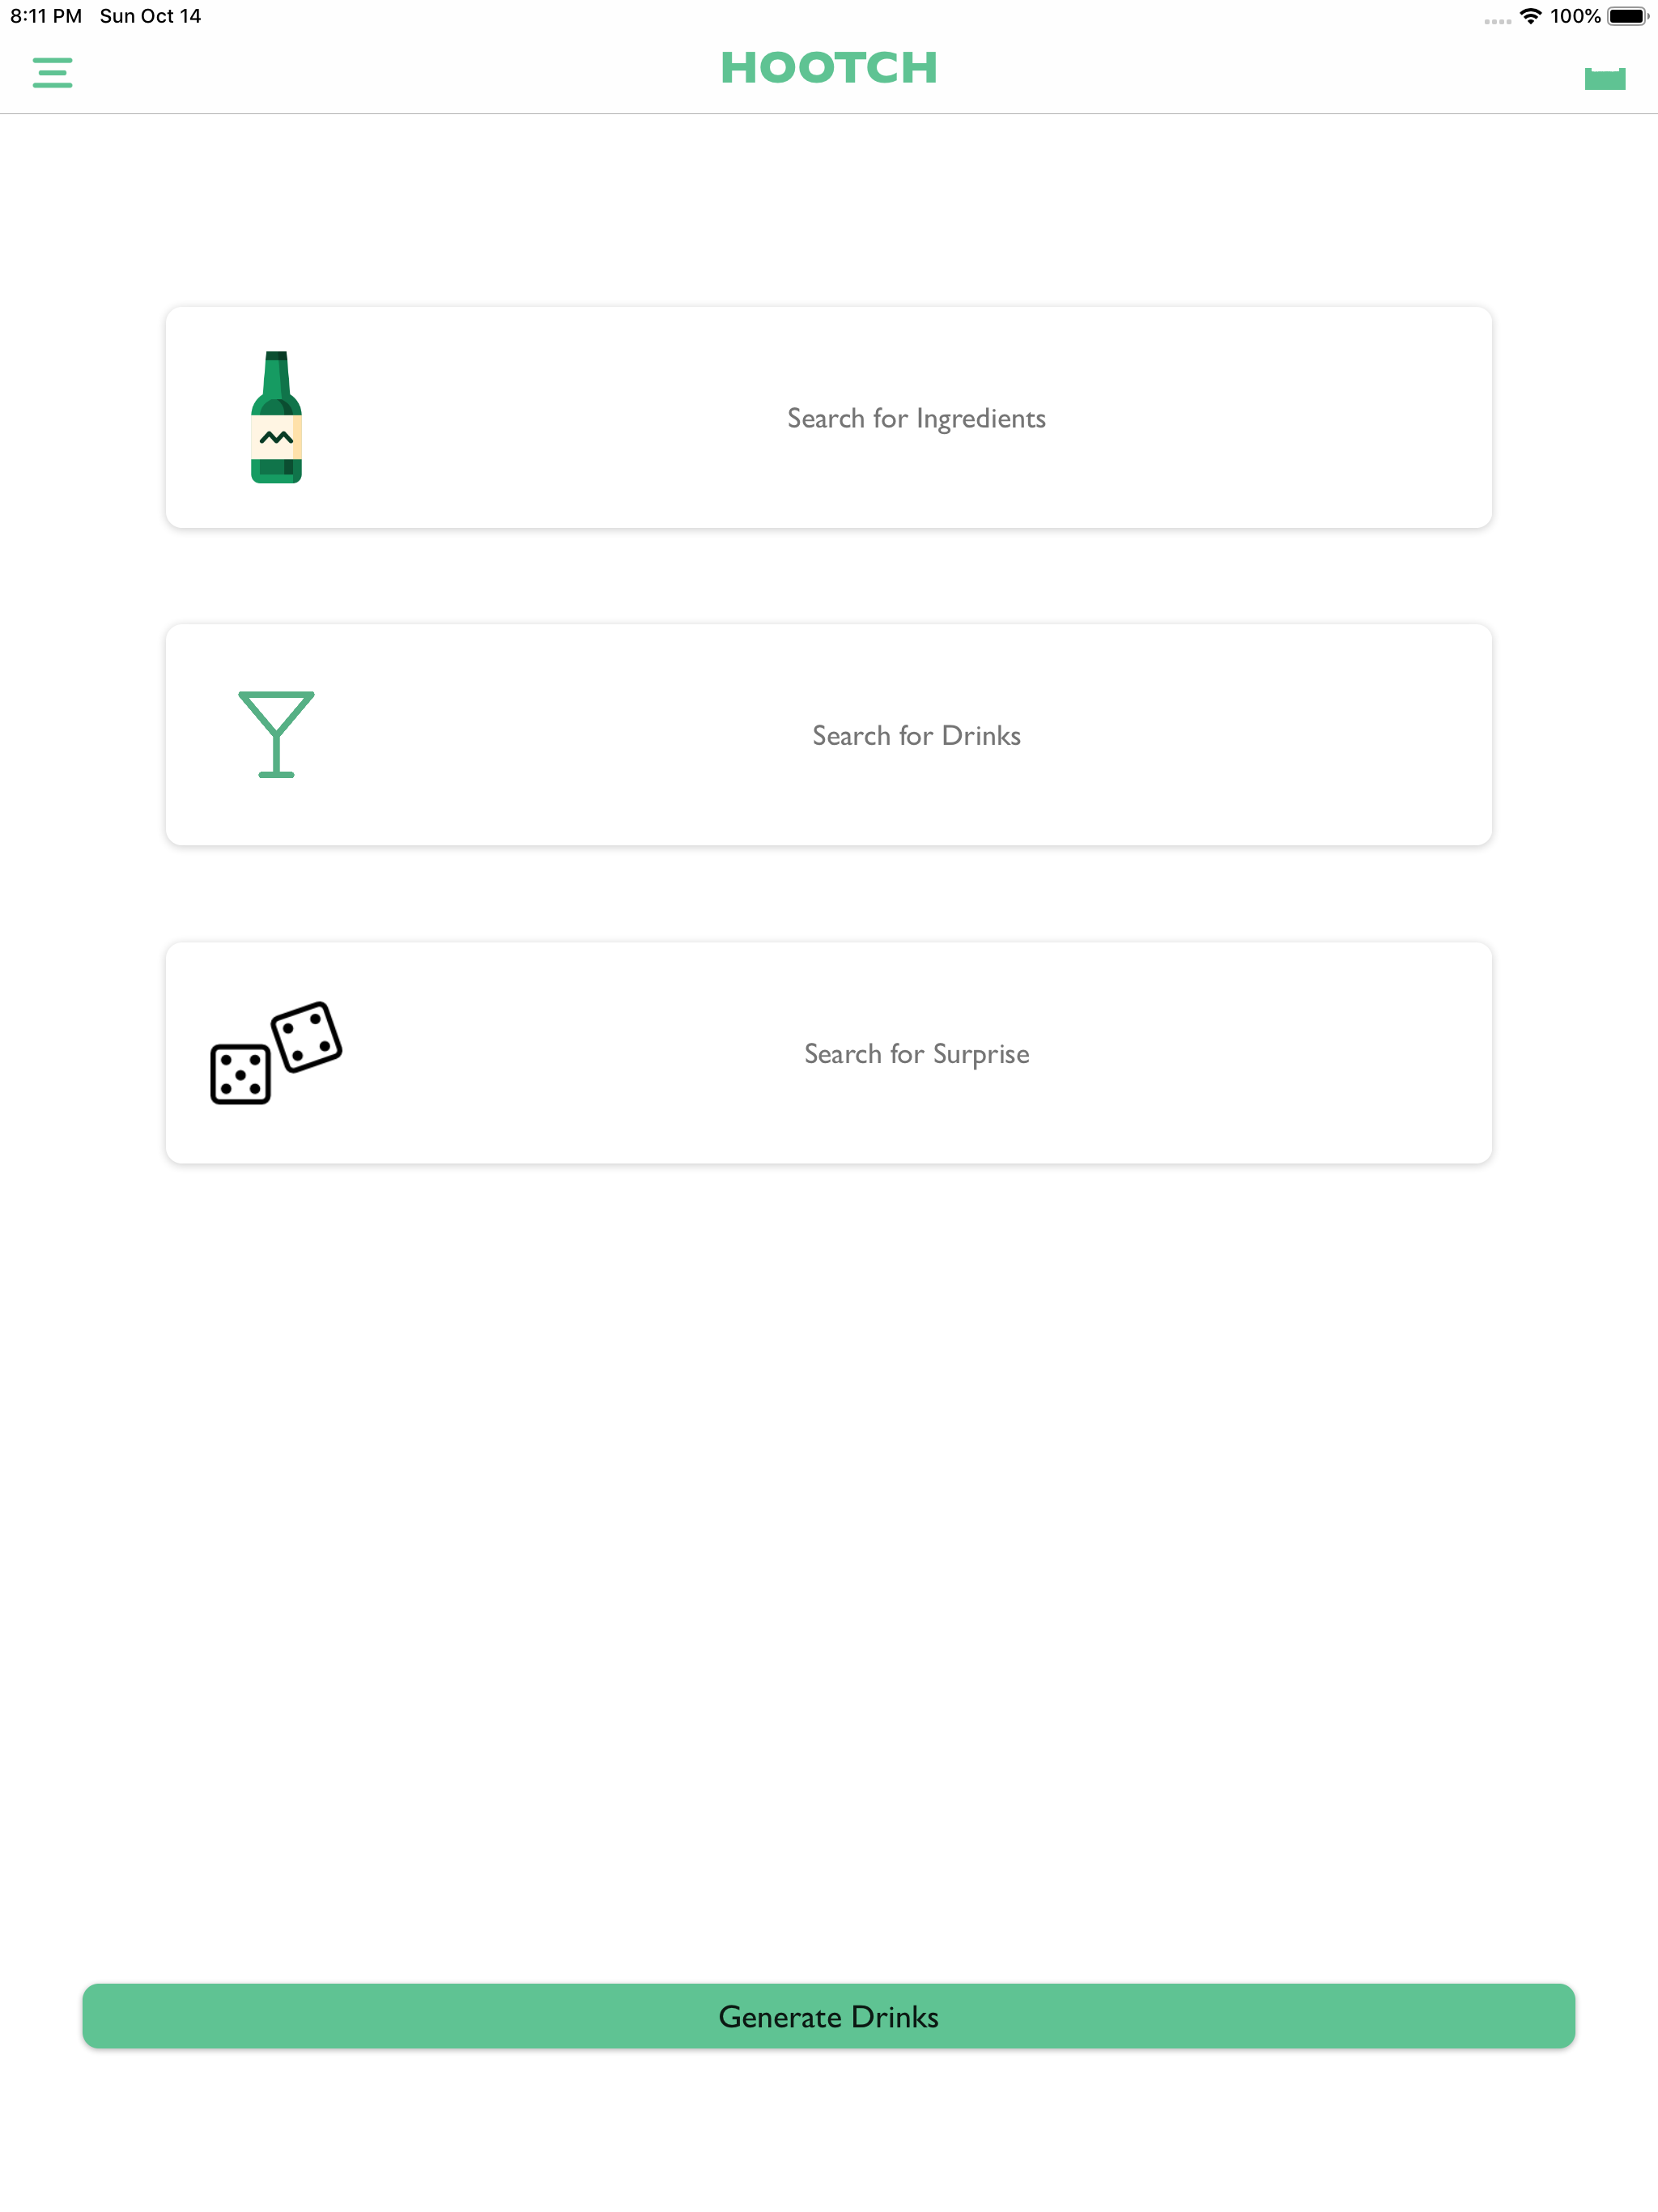 8:11 PM Sun Oct 14 100%
HOOTCH
Search for Ingredients
Search for Drinks
Search for Surprise
Generate Drinks